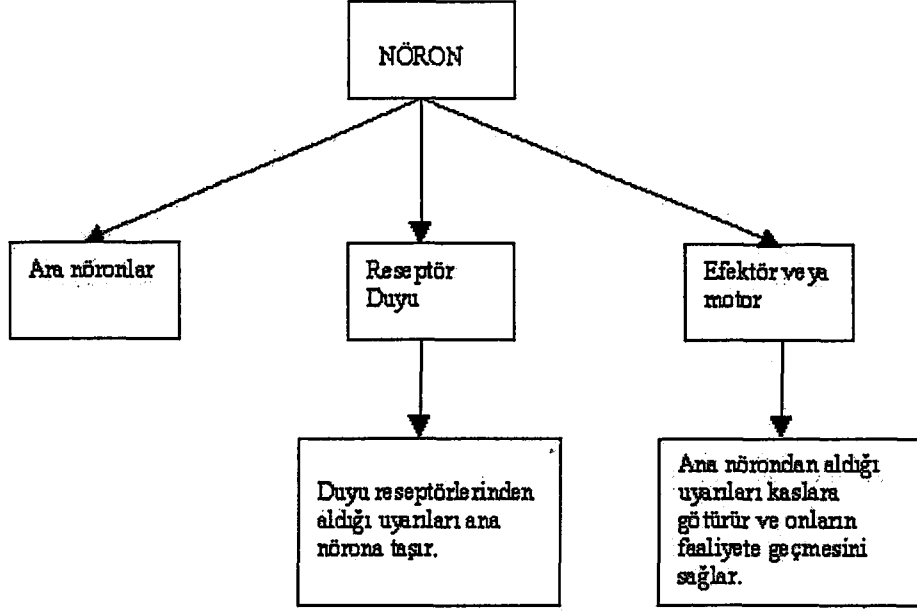 NÖRON
Ara nöronlar
Reseptör
Duyu
Efektör veya
motor
Duyu reseptörlerinden
aldığı uyarıları ana
nörona taşır.
Ana nörondan aldığı
uyarıları kaslara
götürür ve onların
faaliyete geçmesini
sağlar.